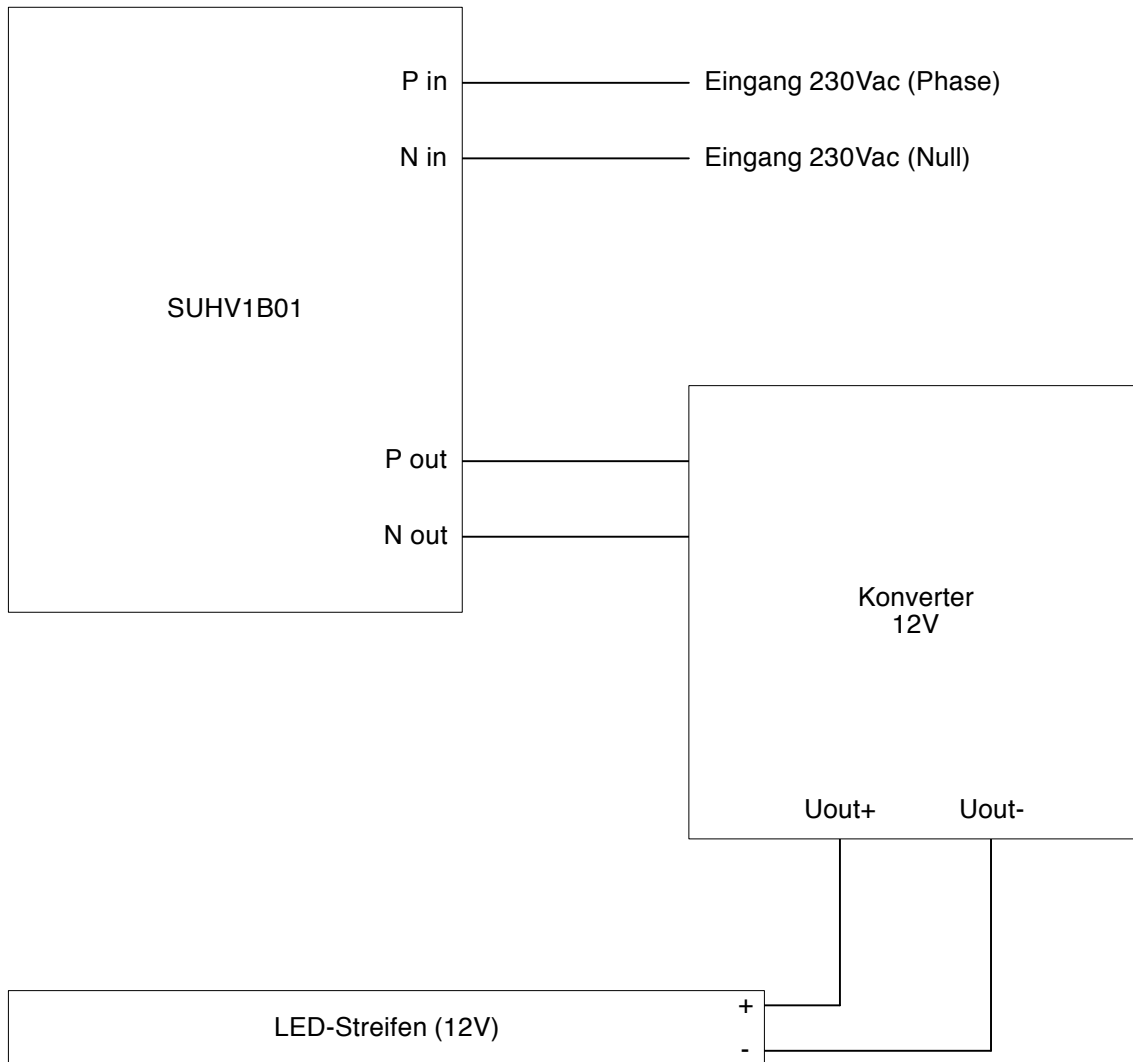 P in
Eingang 230Vac (Phase)
N in
Eingang 230Vac (Null)
SUHV1B01
P out
N out
Konverter
12V
Uout+
Uout-
+
LED-Streifen (12V)
-